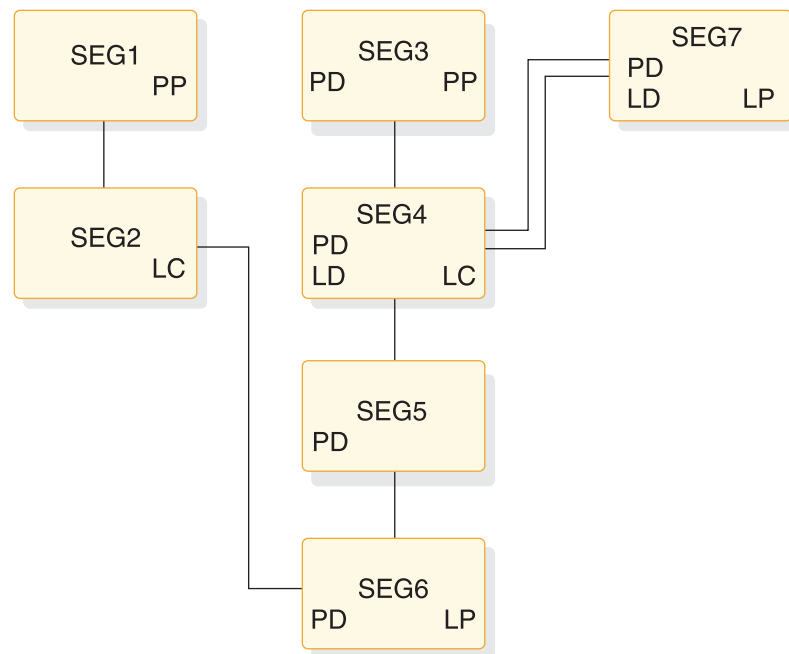 SEG1
PP
SEG3
PD PP
SEG7
PD
LD LP
SEG2
LC
SEG4
PD
LD LC
SEG5
PD
SEG6
PD LP